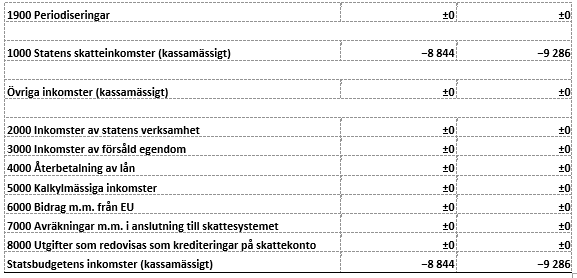 1900 Periodiseringar ±0 ±0
1000 Statens skatteinkomster (kassamässigt) −8 844 −9 286
Övriga inkomster (kassamässigt) ±0 ±0
2000 Inkomster av statens verksamhet ±0 ±0
3000 Inkomster av försåld egendom ±0 ±0
4000 Återbetalning av lån ±0 ±0
5000 Kalkylmässiga inkomster ±0 ±0
6000 Bidrag m.m. från EU ±0 ±0
7000 Avräkningar m.m. i anslutning till skattesystemet ±0 ±0
8000 Utgifter som redovisas som krediteringar på skattekonto ±0 ±0
Statsbudgetens inkomster (kassamässigt) −8 844 −9 286